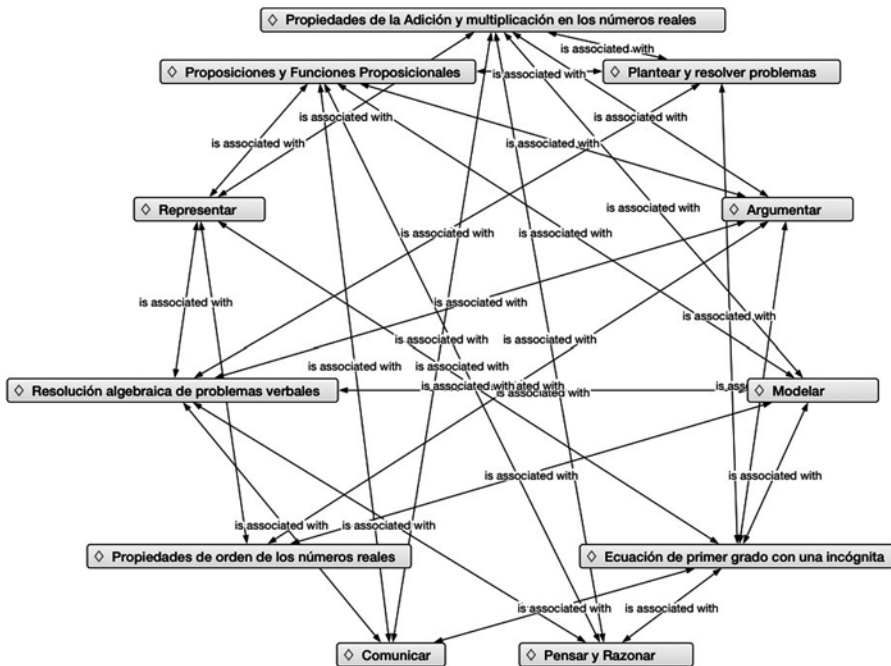 Propiedades de la Adición y multiplicación en los números reales
is associated with
Proposiciones y Funciones Proposicionales
is associated with
Plantear y resolver problemas
is associated with
is associated with
is associated with
Representar
is associated with
Argumentar
is associated with
is associated with
is associated with
is associated with
is associated with
is associated with
is associated with
is associated with
is associated with
Resolución algebraica de problemas verbales
is associated with
is associated with
Modelar
is associated with
is associated with
is associated with
is associated with
Propiedades de orden de los números reales
Ecuación de primer grado con una incógnita
is associated with
is associated with
Comunicar
Pensar y Razonar